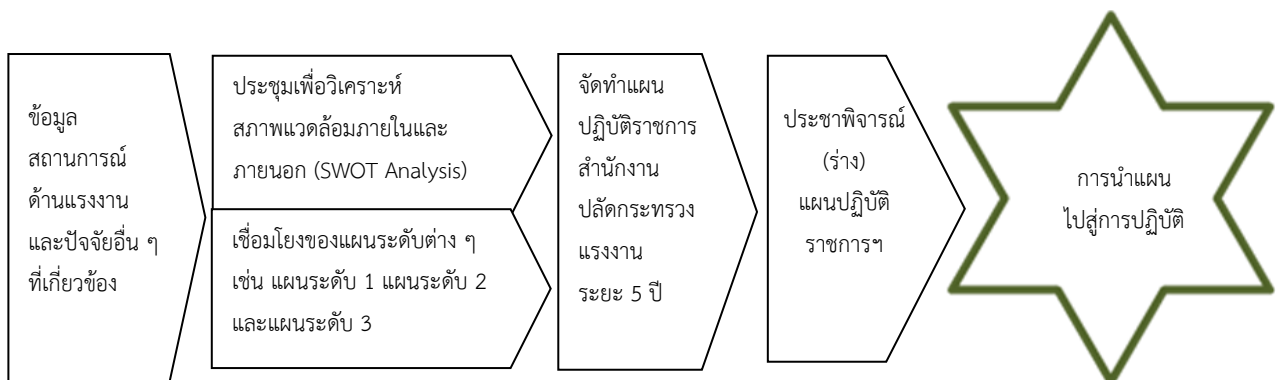 ข้อมูล
สถานการณ์
ด้านแรงงาน
และปัจจัยอื่น ๆ
ที่เกี่ยวข้อง
ประชุมเพื่อวิเคราะห์
สภาพแวดล้อมภายในและ
ภายนอก (SWOT Analysis)
เชื่อมโยงของแผนระดับต่าง ๆ
เช่น แผนระดับ 1 แผนระดับ 2
และแผนระดับ 3
จัดทำแผน
ปฏิบัติราชการ
สำนักงาน
ปลัดกระทรวง
แรงงาน
ระยะ 5 ปี
ประชาพิจารณ์
(ร่าง)
แผนปฏิบัติ
ราชการฯ
การนำแผน
ไปสู่การปฏิบัติ